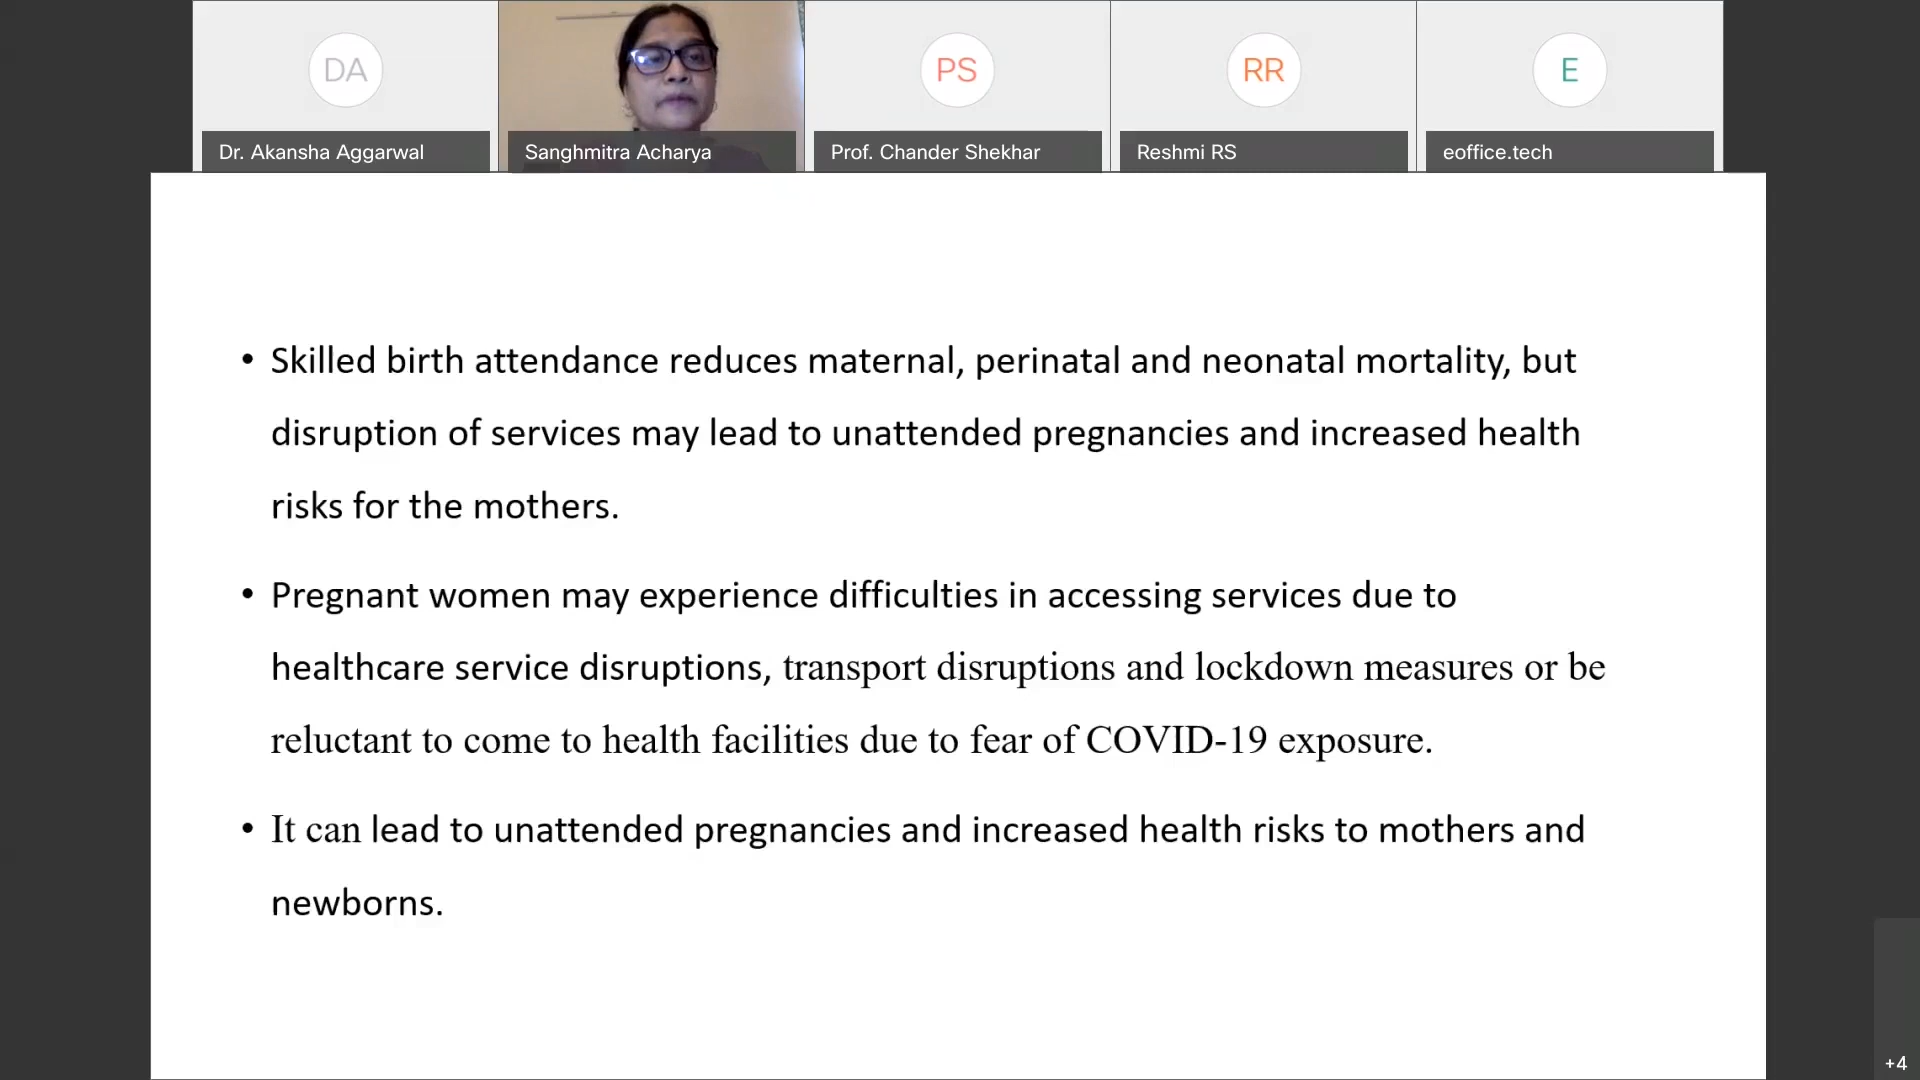 DA
PS
RR
E
Dr. Akansha Aggarwal
Sanghmitra Acharya
Prof. Chander Shekhar
Reshmi RS
eoffice.tech
• Skilled birth attendance reduces maternal, perinatal and neonatal mortality, but
disruption of services may lead to unattended pregnancies and increased health
risks for the mothers.
• Pregnant women may experience difficulties in accessing services due to
healthcare service disruptions, transport disruptions and lockdown measures or be
reluctant to come to health facilities due to fear of COVID-19 exposure.
• It can lead to unattended pregnancies and increased health risks to mothers and
newborns.
+4